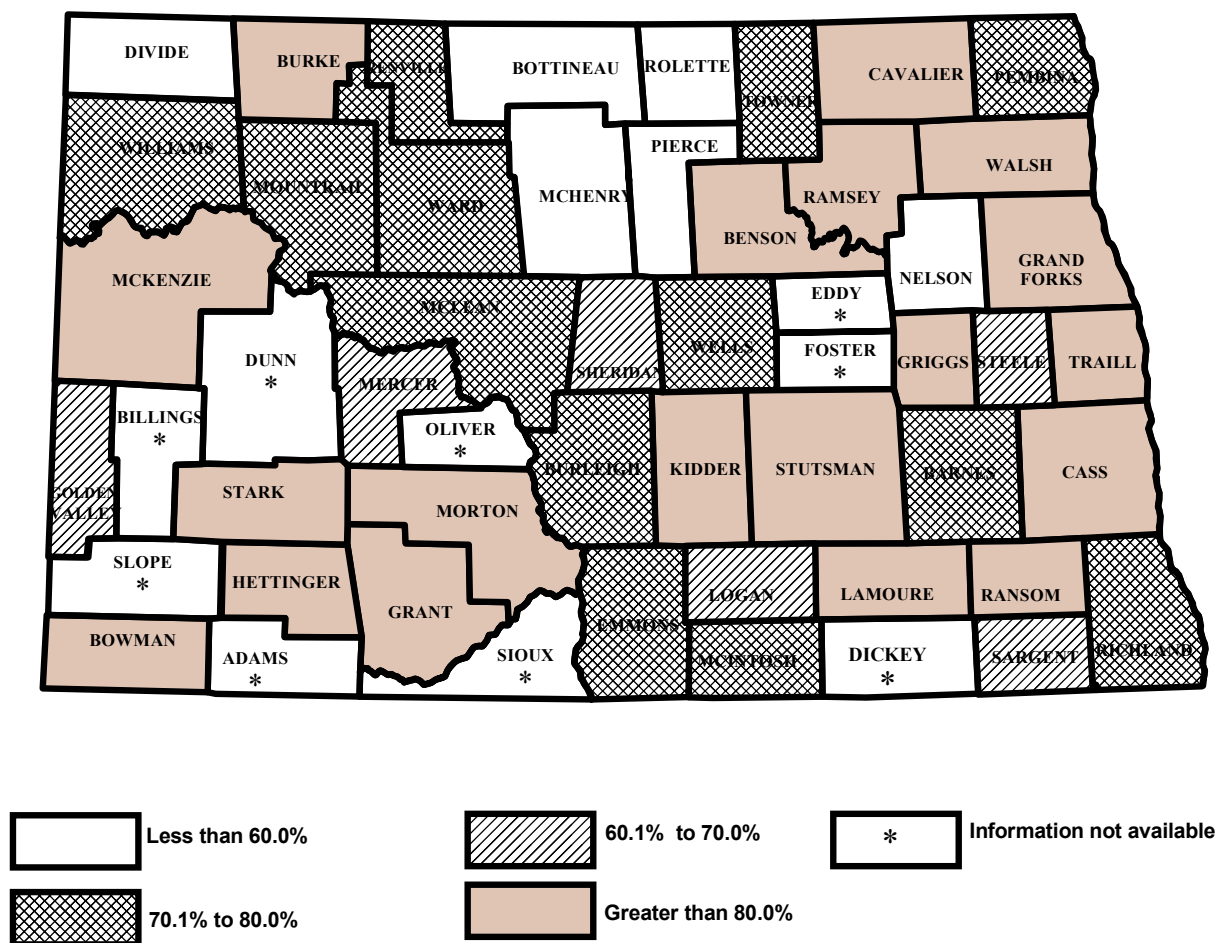 DIVIDE
BURKE
RENVILLE
BOTTINEAU
ROLETTE
TOWNER
CAVALIER
PEMBINA
WILLIAMS
MOUNTRAIL
WARD
MCHENRY
PIERCE
BENSON
RAMSEY
WALSH
MCKENZIE
NELSON
GRAND
FORKS
DUNN
*
MCLEAN
SHERIDAN
WELLS
EDDY
*
FOSTER
*
GRIGGS
STEELE
TRAILL
GOLDEN
VALLEY
BILLINGS
*
MERCER
OLIVER
*
BURLEIGH
KIDDER
STUTSMAN
BARNES
CASS
STARK
MORTON
SLOPE
*
HETTINGER
GRANT
BOWMAN
ADAMS
*
SIOUX
*
EMMONS
LOGAN
MCINTOSH
LAMOURE
DICKEY
*
RANSOM
SARGENT
RICHLAND
Less than 60.0%
60.1% to 70.0%
* Information not available
70.1% to 80.0%
Greater than 80.0%